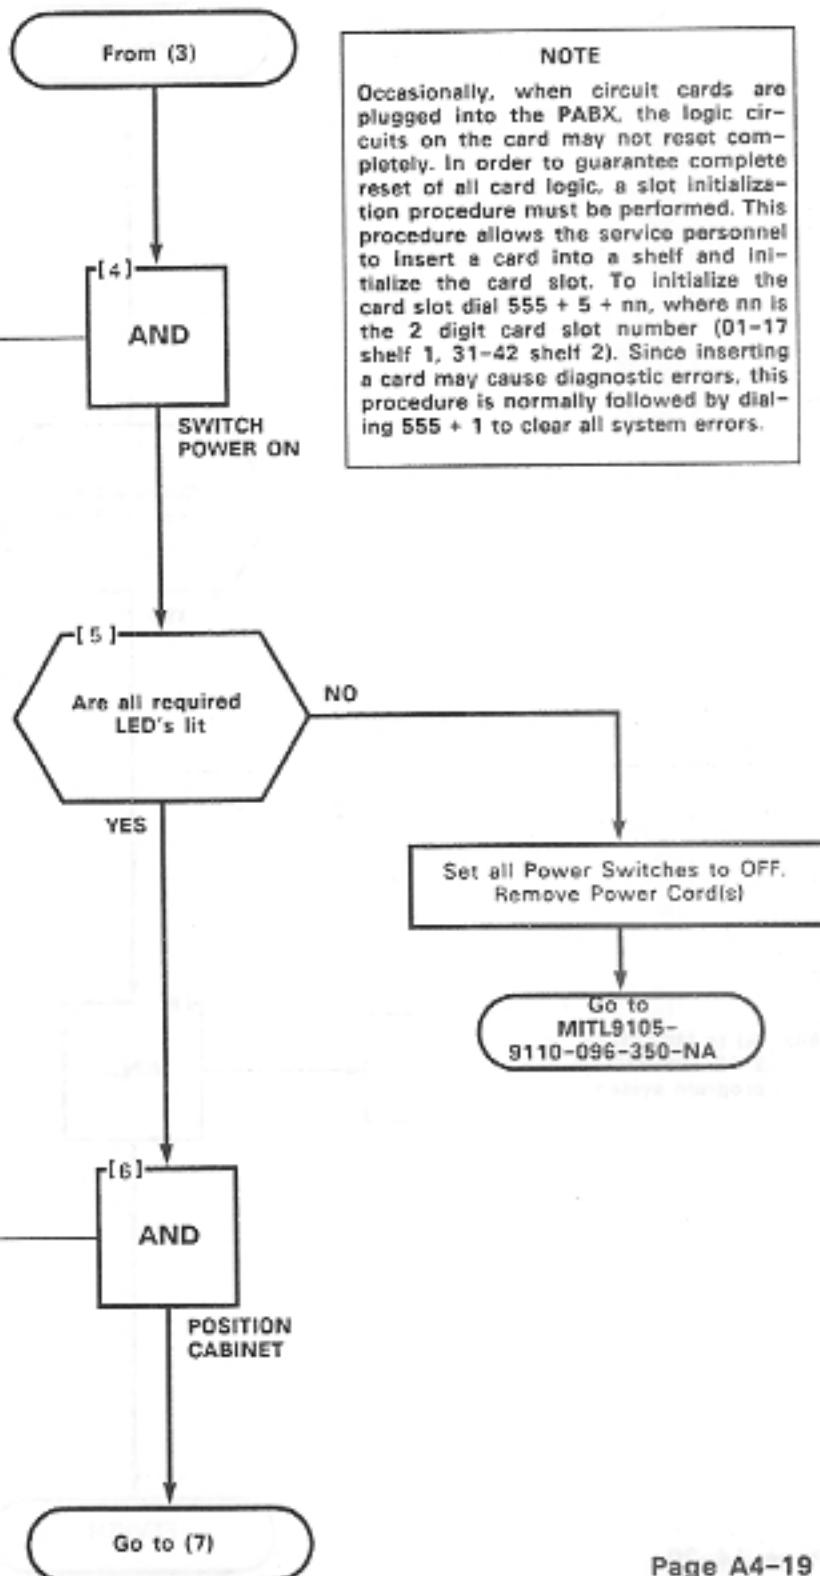 From (3)
NOTE
Occasionally, when circuit cards are
plugged into the PABX, the logic cir-
cuits on the card may not reset com-
pletely. In order to guarantee complete
reset of all card logic, a slot initializa-
tion procedure must be performed. This
procedure allows the service personnel
to insert a card into a shelf and ini-
tialize the card slot. To initialize the
card slot dial 555 + 5 + nn, where nn is
the 2 digit card slot number (01-17
shelf 1, 31-42 shelf 2). Since inserting
a card may cause diagnostic errors, this
procedure is normally followed by dial-
ing 555 + 1 to clear all system errors.
[4]
AND
SWITCH
POWER ON
[5]
Are all required
LED's lit
NO
YES
Set all Power Switches to OFF.
Remove Power Cord(s)
Go to
MITL9105-
9110-096-350-NA
[6]
AND
POSITION
CABINET
Go to (7)
Page A4-19